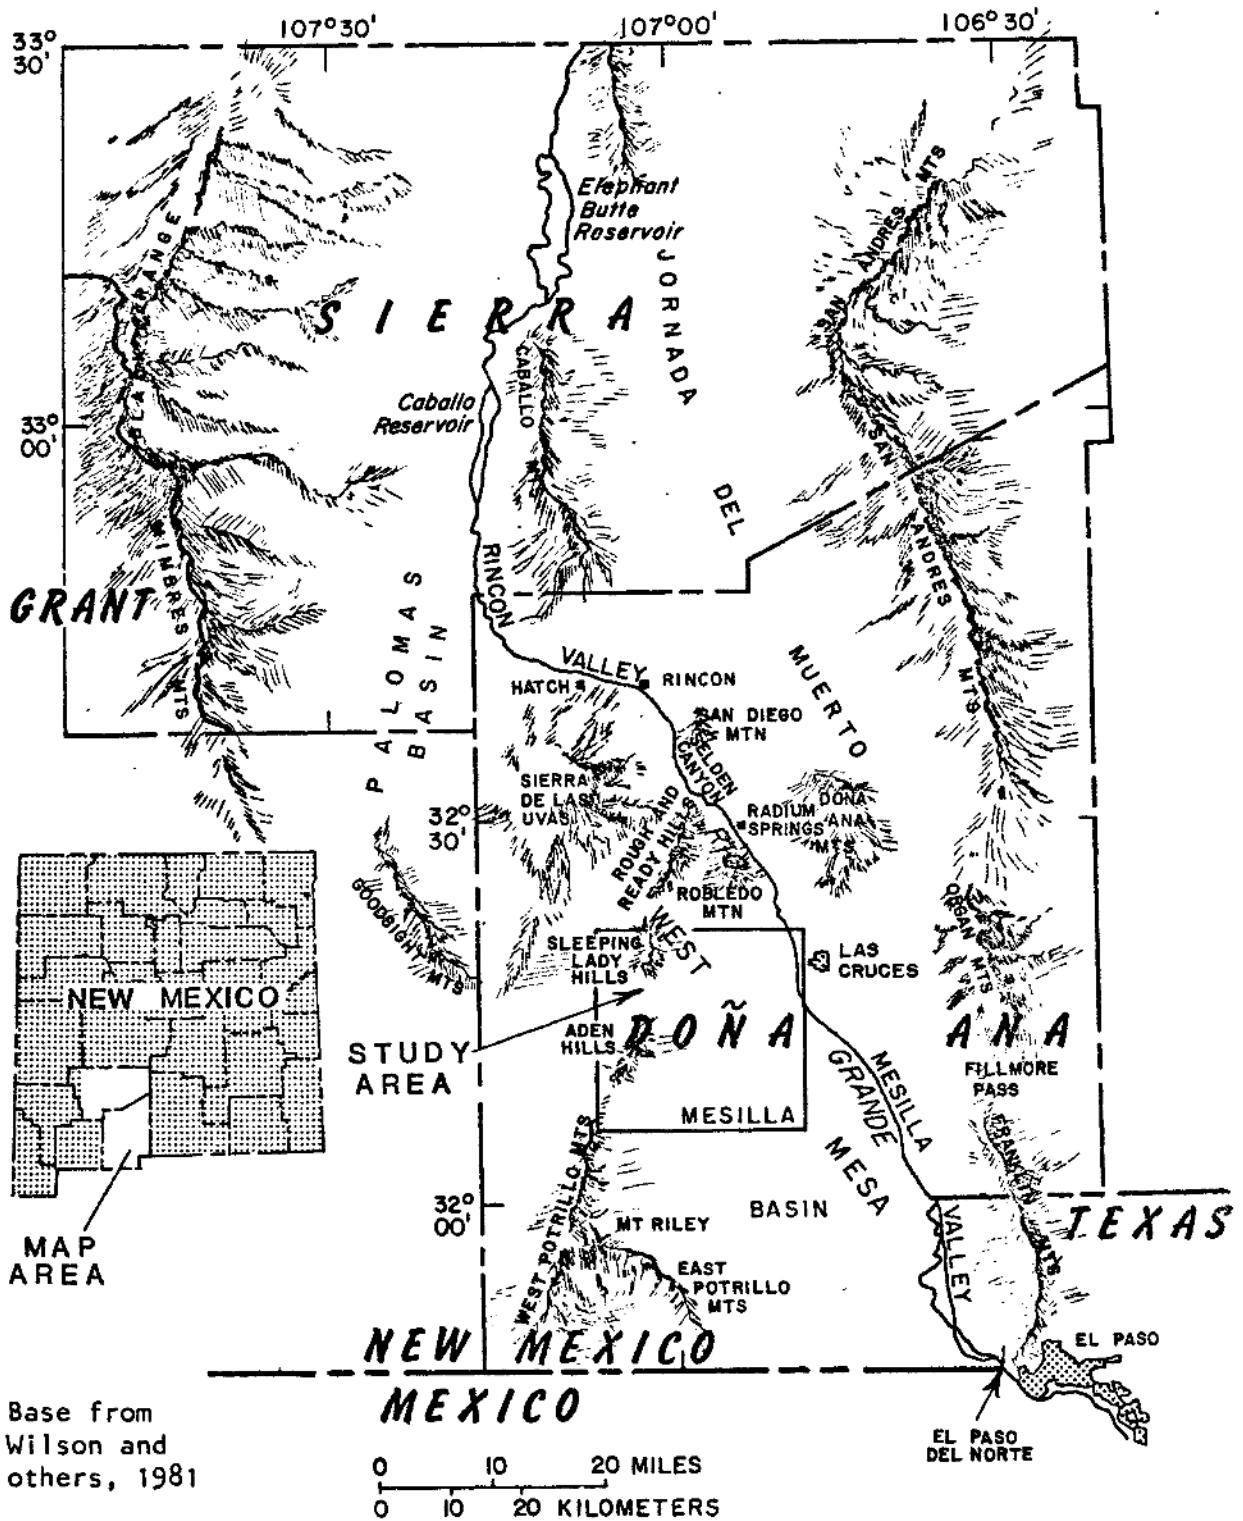 107°30'
107°00'
106°30'
33°
30'
Elephant
Butte
Reservoir
SAN ANDRES MTS
BLACK RANGE
SIERRA
JORNADA
CABALLO
Caballo
Reservoir
33°
00'
SAN ANDRES MTS
DEL
RINCON
GRANT
MIMBRES MTS
PALOMAS
BASIN
VALLEY
HATCH
RINCON
MUERTO
SAN DIEGO
MTN
SELDEN
CANYON
SIERRA
DE LAS
UVAS
32°
30'
ROUGH AND
READY HILLS
RIO
RADIUM
SPRINGS
DONA
ANA
MTS
GOODSIGHT MTS
ROBLEDO
MTN
ORGAN MTS
WEST
SLEEPING
LADY
HILLS
LAS
CRUCES
NEW MEXICO
ADEN
HILLS
DOÑA ANA
STUDY
AREA
MESILLA
GRANDE
FILLMORE
PASS
MESILLA
MESA
FRANKLIN MTS
WEST POTRILLO MTS
32°
00'
BASIN
VALLEY
TEXAS
MT RILEY
MAP
AREA
EAST
POTRILLO
MTS
NEW MEXICO
EL PASO
MEXICO
Base from
Wilson and
others, 1981
EL PASO
DEL NORTE
0 10 20 MILES
0 10 20 KILOMETERS